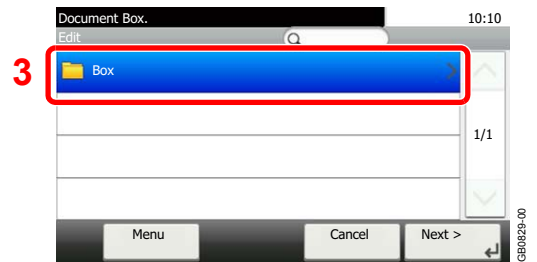 Document Box.
10:10
Edit
3
Box
1/1
Menu
Cancel
Next >
GB0829-00